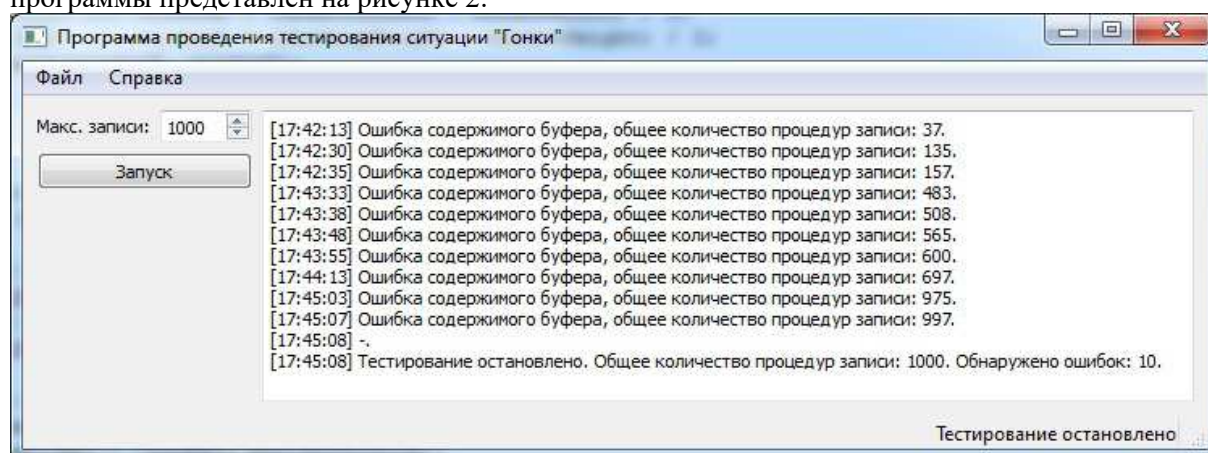 программы представлен на рисунке 2.
Программа проведения тестирования ситуации "Гонки"
Файл Справка
Макс. записи: 1000
Запуск
[17:42:13] Ошибка содержимого буфера, общее количество процедур записи: 37.
[17:42:30] Ошибка содержимого буфера, общее количество процедур записи: 135.
[17:42:35] Ошибка содержимого буфера, общее количество процедур записи: 157.
[17:43:33] Ошибка содержимого буфера, общее количество процедур записи: 483.
[17:43:38] Ошибка содержимого буфера, общее количество процедур записи: 508.
[17:43:48] Ошибка содержимого буфера, общее количество процедур записи: 565.
[17:43:55] Ошибка содержимого буфера, общее количество процедур записи: 600.
[17:44:13] Ошибка содержимого буфера, общее количество процедур записи: 697.
[17:45:03] Ошибка содержимого буфера, общее количество процедур записи: 975.
[17:45:07] Ошибка содержимого буфера, общее количество процедур записи: 997.
[17:45:08] -.
[17:45:08] Тестирование остановлено. Общее количество процедур записи: 1000. Обнаружено ошибок: 10.
Тестирование остановлено